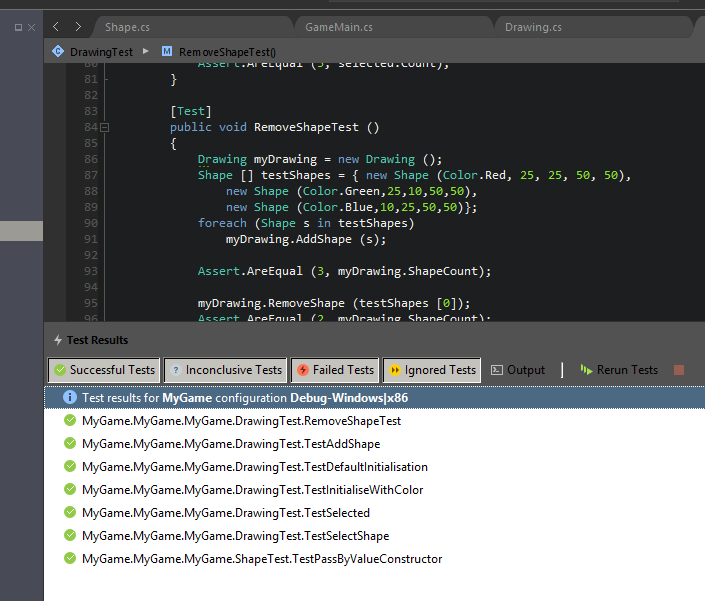 Shape.cs GameMain.cs Drawing.cs
C DrawingTest M RemoveShapeTest()
80 Assert.AreEqual (3, selected.Count);
81 }
82
83 [Test]
84 public void RemoveShapeTest ()
85 {
86 Drawing myDrawing = new Drawing ();
87 Shape [] testShapes = { new Shape (Color.Red, 25, 25, 50, 50),
88 new Shape (Color.Green,25,10,50,50),
89 new Shape (Color.Blue,10,25,50,50)};
90 foreach (Shape s in testShapes)
91 myDrawing.AddShape (s);
92
93 Assert.AreEqual (3, myDrawing.ShapeCount);
94
95 myDrawing.RemoveShape (testShapes [0]);
96 Assert.AreEqual (2, myDrawing.ShapeCount);
Test Results
Successful Tests ? Inconclusive Tests Failed Tests Ignored Tests Output Rerun Tests
i Test results for MyGame configuration Debug-Windows|x86
MyGame.MyGame.MyGame.DrawingTest.RemoveShapeTest
MyGame.MyGame.MyGame.DrawingTest.TestAddShape
MyGame.MyGame.MyGame.DrawingTest.TestDefaultInitialisation
MyGame.MyGame.MyGame.DrawingTest.TestInitialiseWithColor
MyGame.MyGame.MyGame.DrawingTest.TestSelected
MyGame.MyGame.MyGame.DrawingTest.TestSelectShape
MyGame.MyGame.MyGame.ShapeTest.TestPassByValueConstructor